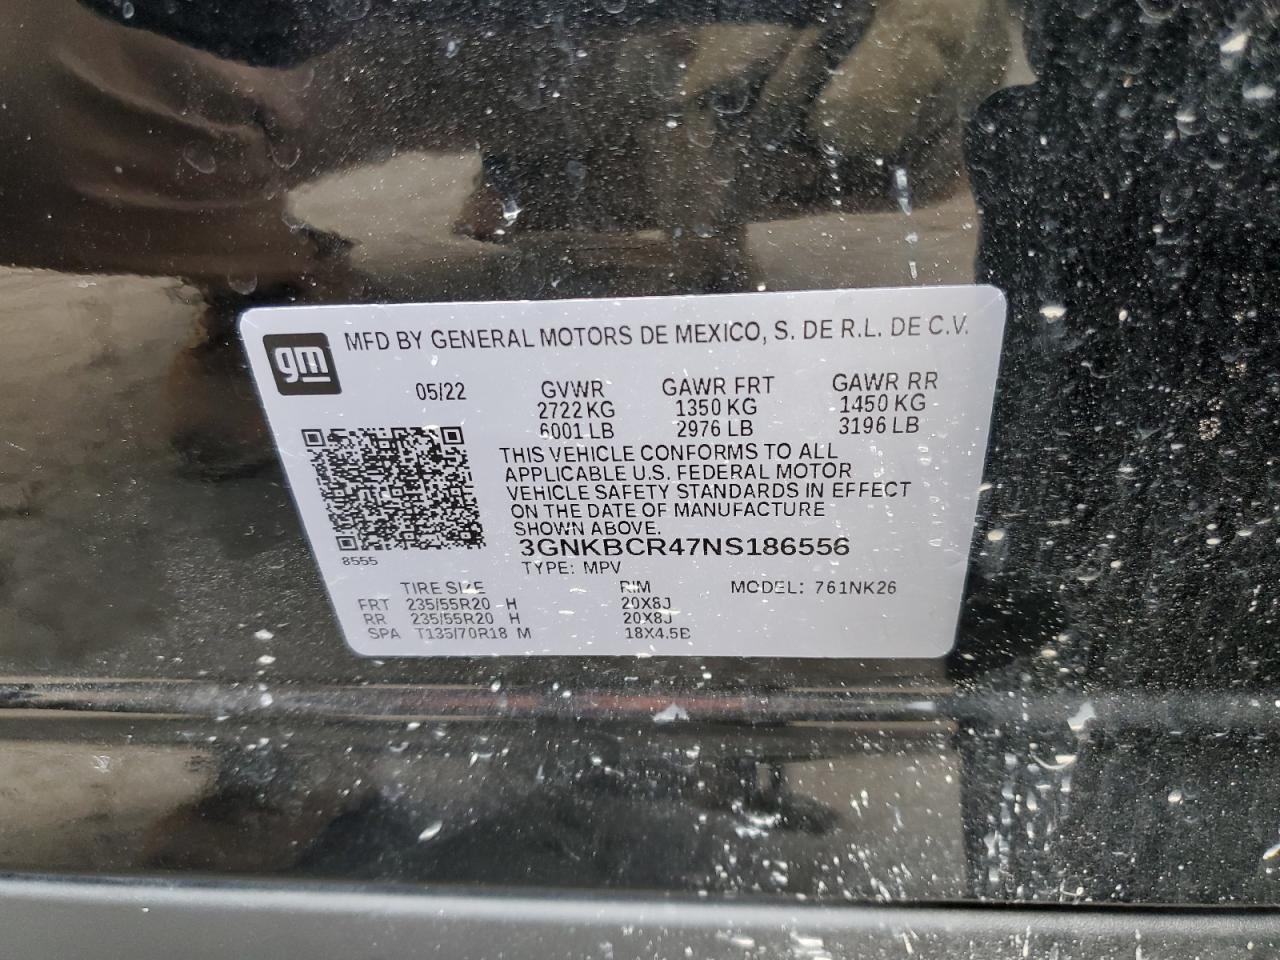 gm
MFD BY GENERAL MOTORS DE MEXICO, S. DE R.L. DE C.V.
05/22 GVWR GAWR FRT GAWR RR
2722 KG 1350 KG 1450 KG
6001 LB 2976 LB 3196 LB
THIS VEHICLE CONFORMS TO ALL
APPLICABLE U.S. FEDERAL MOTOR
VEHICLE SAFETY STANDARDS IN EFFECT
ON THE DATE OF MANUFACTURE
SHOWN ABOVE.
3GNKBCR47NS186556
8555 TYPE: MPV
TIRE SIZE RIM MODEL: 761NK26
FRT 235/55R20 H 20X8J
RR 235/55R20 H 20X8J
SPA T135/70R18 M 18X4.5B